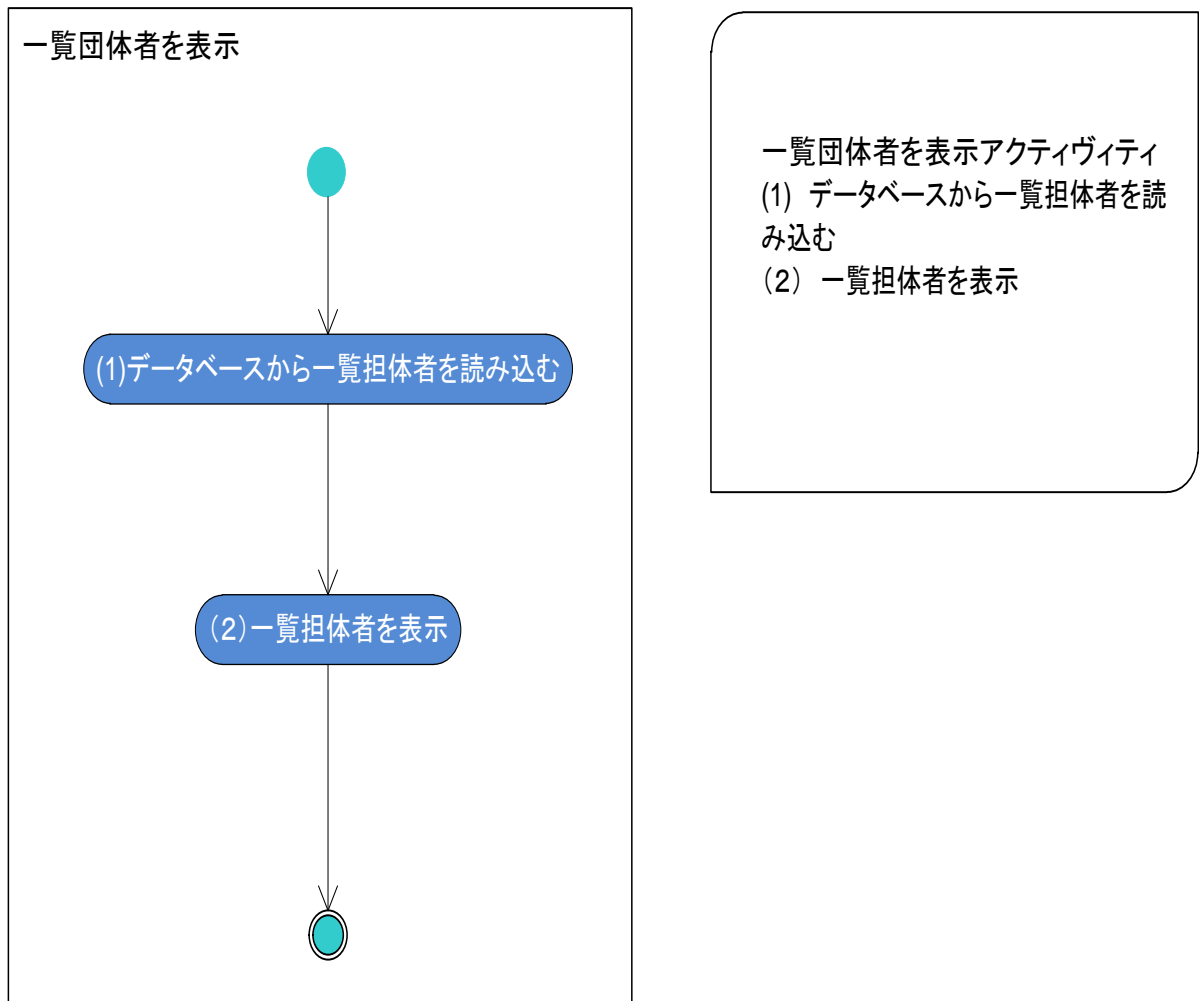 一覧団体者を表示
(1)データベースから一覧担体者を読み込む
（2）一覧担体者を表示
一覧団体者を表示アクティヴィティ
(1) データベースから一覧担体者を読
み込む
（2） 一覧担体者を表示